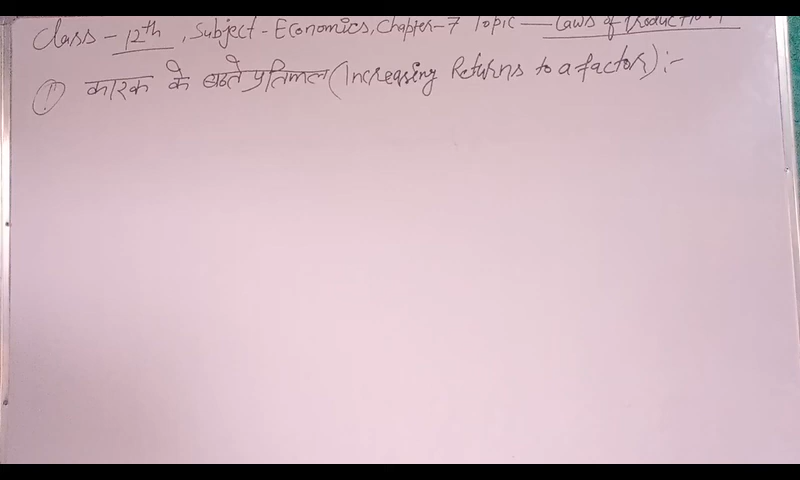 Class - 12th, Subject - Economics, Chapter-7 Topic — Laws of Production
① कारक के बढ़ते प्रतिफल (Increasing Returns to a factor) :-